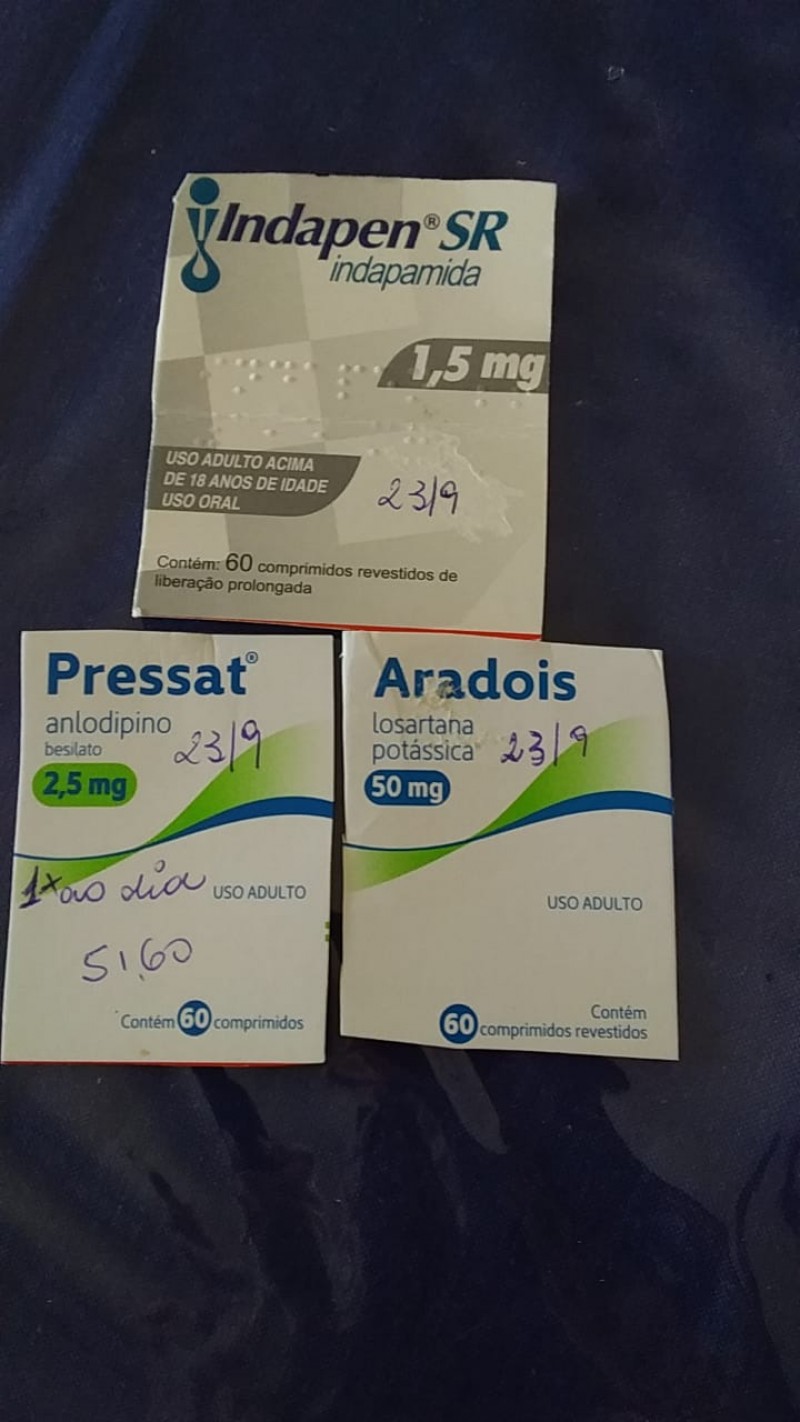 Indapen® SR
indapamida
1,5 mg
USO ADULTO ACIMA
DE 18 ANOS DE IDADE
USO ORAL
23/9
Contém: 60 comprimidos revestidos de
liberação prolongada
Pressat®
anlodipino
besilato
23/9
2,5 mg
1x ao dia
USO ADULTO
51,60
Contém 60 comprimidos
Aradois
losartana
potássica
23/9
50 mg
USO ADULTO
Contém
60 comprimidos revestidos